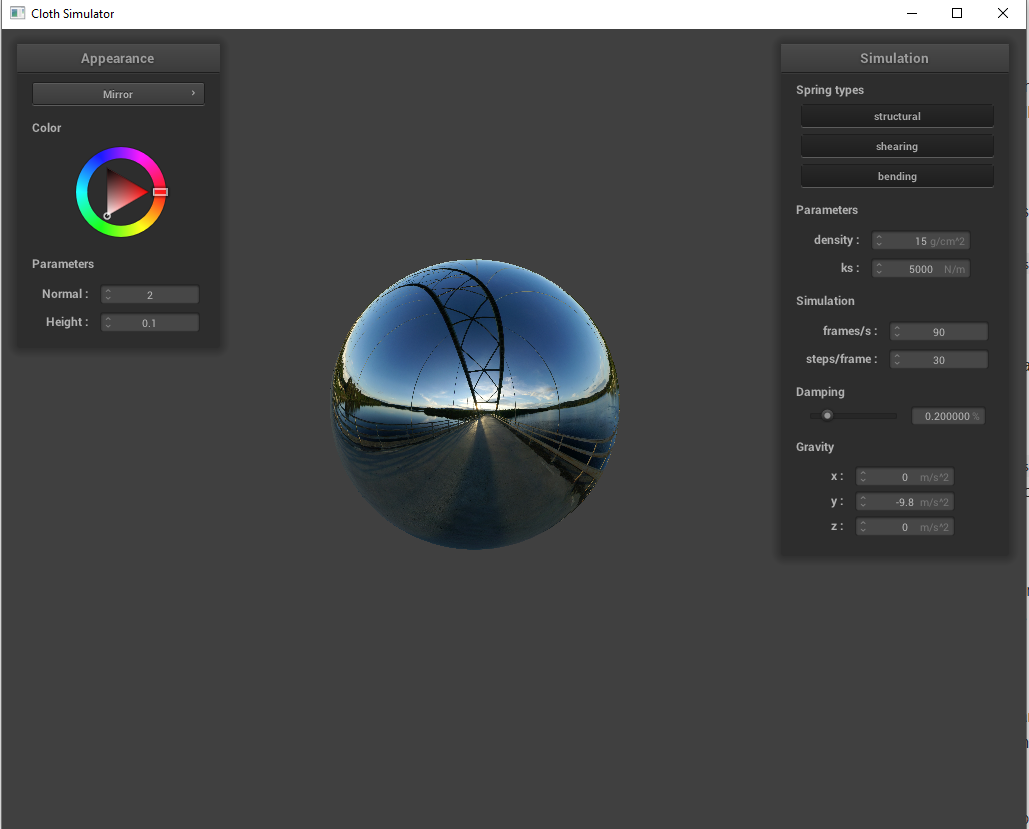 Cloth Simulator
Appearance
Mirror
Color
Parameters
Normal : 2
Height : 0.1
Simulation
Spring types
structural
shearing
bending
Parameters
density : 15 g/cm^2
ks : 5000 N/m
Simulation
frames/s : 90
steps/frame : 30
Damping
0.200000 %
Gravity
x : 0 m/s^2
y : -9.8 m/s^2
z : 0 m/s^2